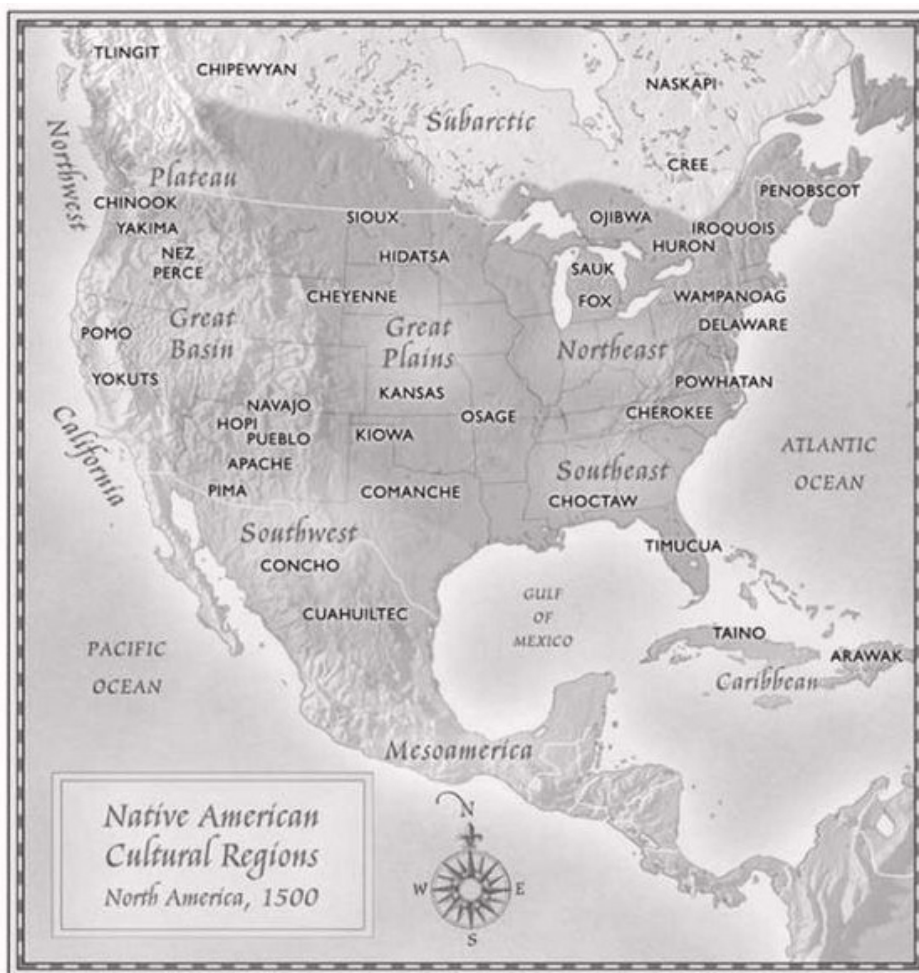 TLINGIT
CHIPEWYAN
NASKAPI
Subarctic
Northwest
CREE
Plateau
PENOBSCOT
CHINOOK
SIOUX
OJIBWA
YAKIMA
IROQUOIS
HURON
NEZ
PERCE
HIDATSA
SAUK
CHEYENNE
FOX
WAMPANOAG
Great
Basin
Great
Plains
DELAWARE
POMO
Northeast
YOKUTS
POWHATAN
KANSAS
NAVAJO
OSAGE
CHEROKEE
HOPI
PUEBLO
KIOWA
California
ATLANTIC
OCEAN
APACHE
Southeast
PIMA
COMANCHE
CHOCTAW
Southwest
TIMUCUA
CONCHO
GULF
OF
MEXICO
CUAHUILTEC
TAINO
PACIFIC
OCEAN
ARAWAK
Caribbean
Mesoamerica
Native American
Cultural Regions
North America, 1500
N
W
E
S